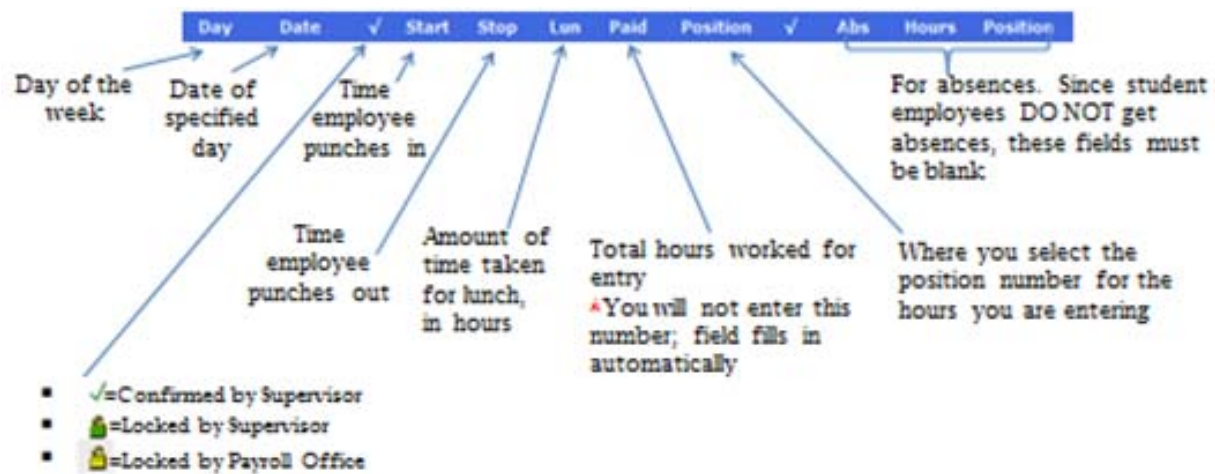 Day Date √ Start Stop Lun Paid Position √ Abs Hours Position
Day of the
week
Date of
specified
day
Time
employee
punches in
For absences. Since student
employees DO NOT get
absences, these fields must
be blank
Time
employee
punches out
Amount of
time taken
for lunch,
in hours
Total hours worked for
entry
*You will not enter this
number; field fills in
automatically
Where you select the
position number for the
hours you are entering
▪ √=Confirmed by Supervisor
▪ =Locked by Supervisor
▪ =Locked by Payroll Office